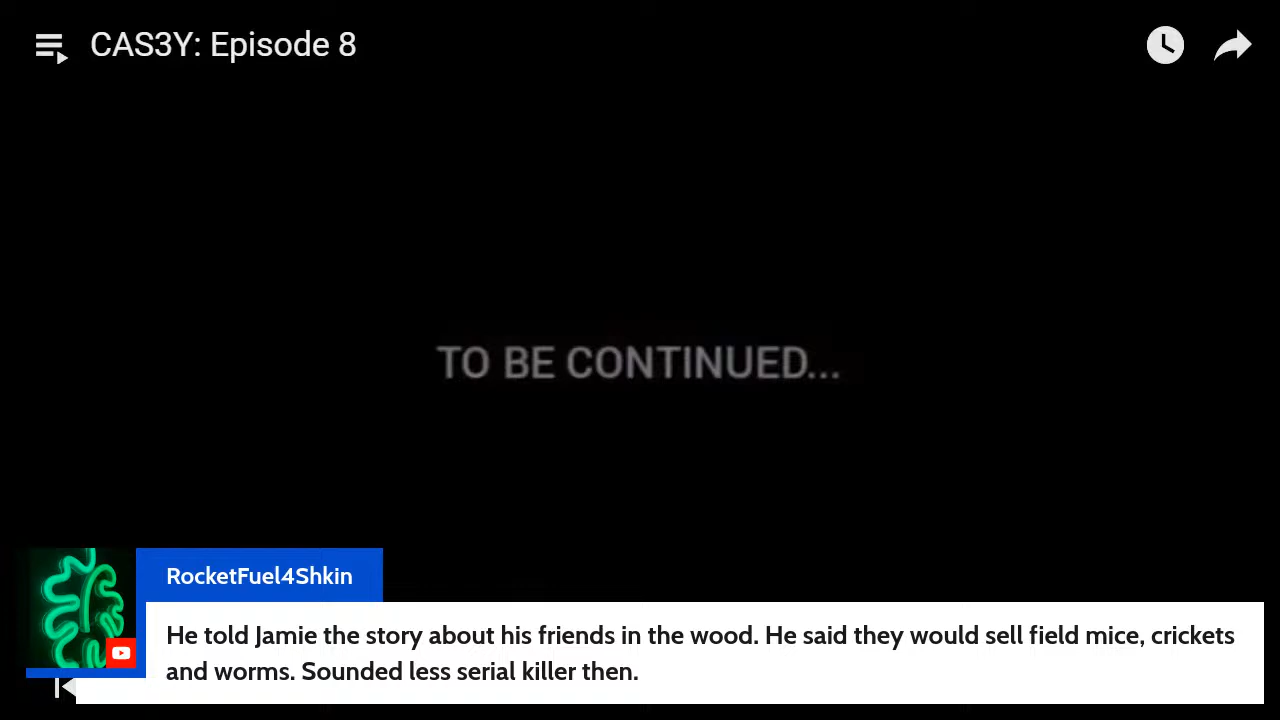 CAS3Y: Episode 8
TO BE CONTINUED...
RocketFuel4Shkin
He told Jamie the story about his friends in the wood. He said they would sell field mice, crickets
and worms. Sounded less serial killer then.